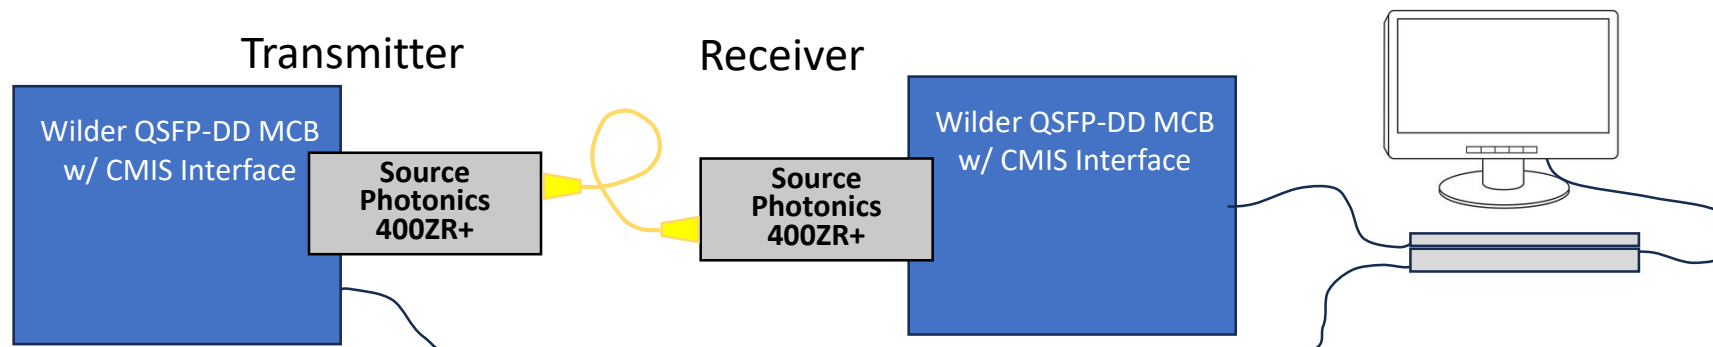 Transmitter
Receiver
Wilder QSFP-DD MCB
w/ CMIS Interface
Source
Photonics
400ZR+
Source
Photonics
400ZR+
Wilder QSFP-DD MCB
w/ CMIS Interface